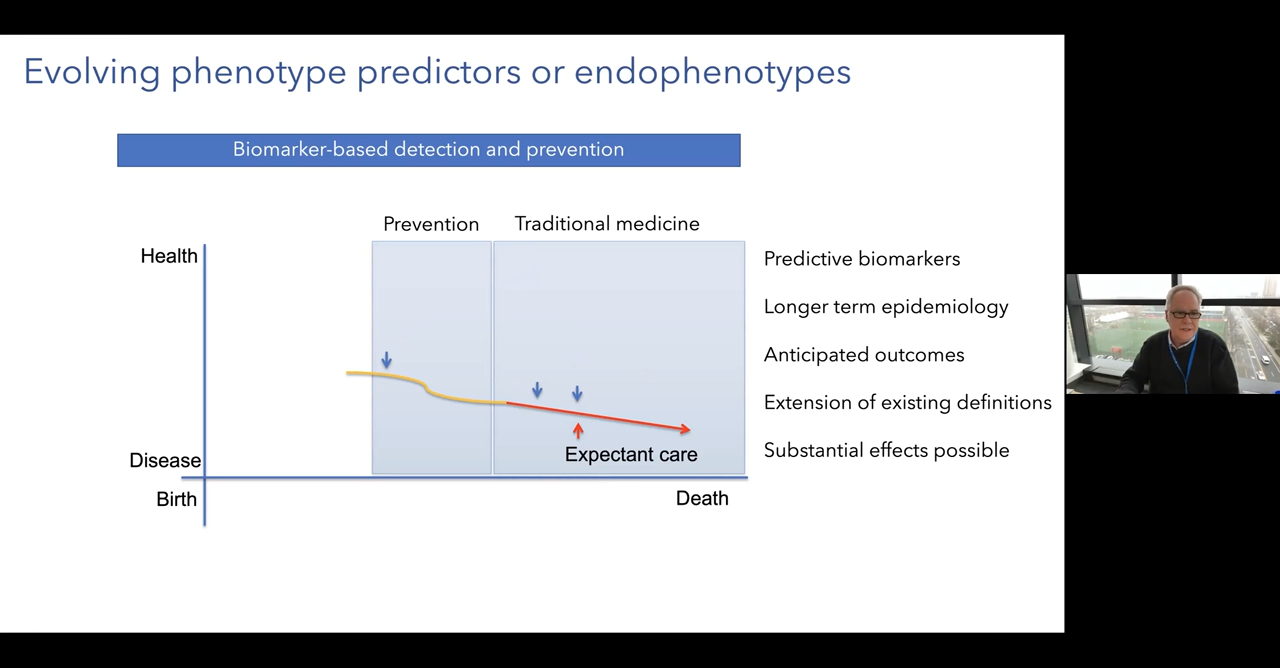 Evolving phenotype predictors or endophenotypes
Biomarker-based detection and prevention
Prevention
Traditional medicine
Health
Predictive biomarkers
Longer term epidemiology
Anticipated outcomes
Extension of existing definitions
Expectant care
Substantial effects possible
Disease
Birth
Death